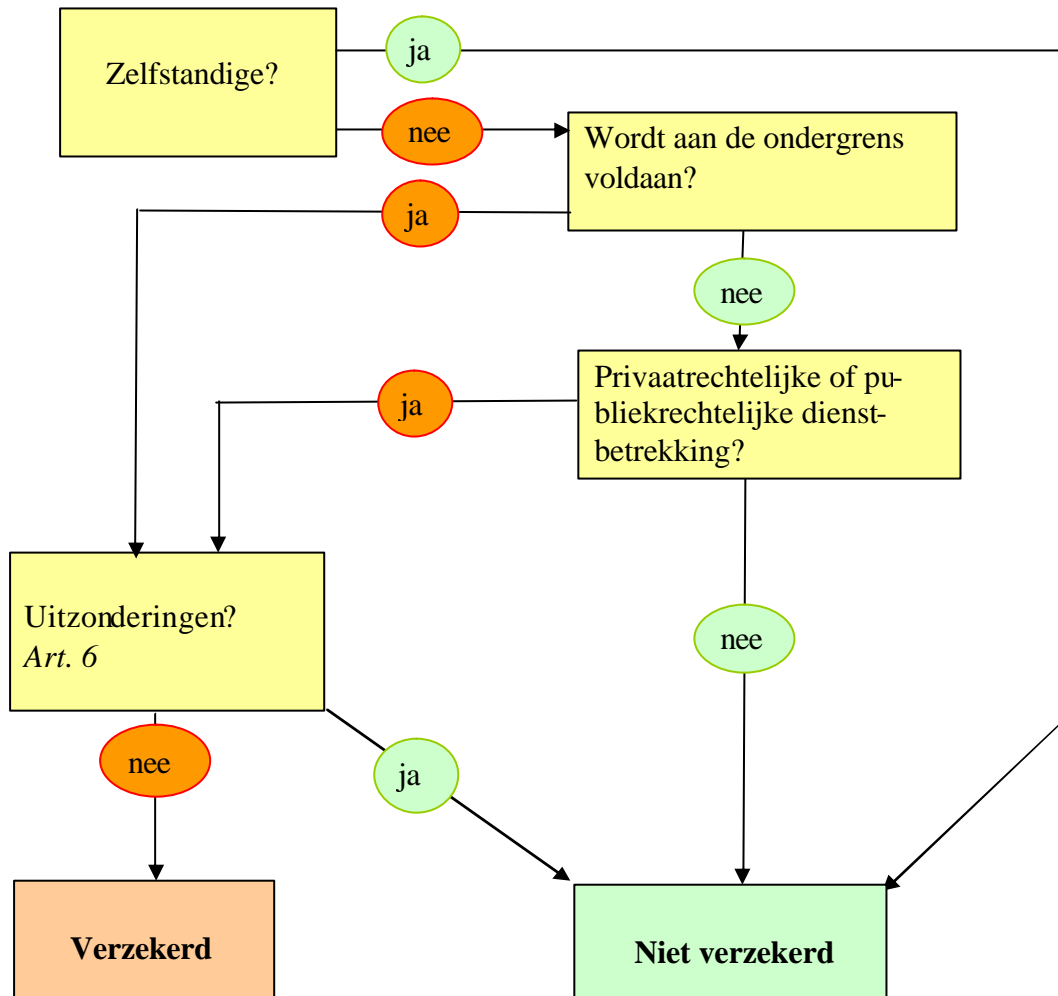 Zelfstandige?
ja
nee
Wordt aan de ondergrens
voldaan?
ja
nee
Privaatrechtelijke of pu-
bliekrechtelijke dienst-
betrekking?
ja
Uitzonderingen?
Art. 6
nee
nee
ja
Verzekerd
Niet verzekerd